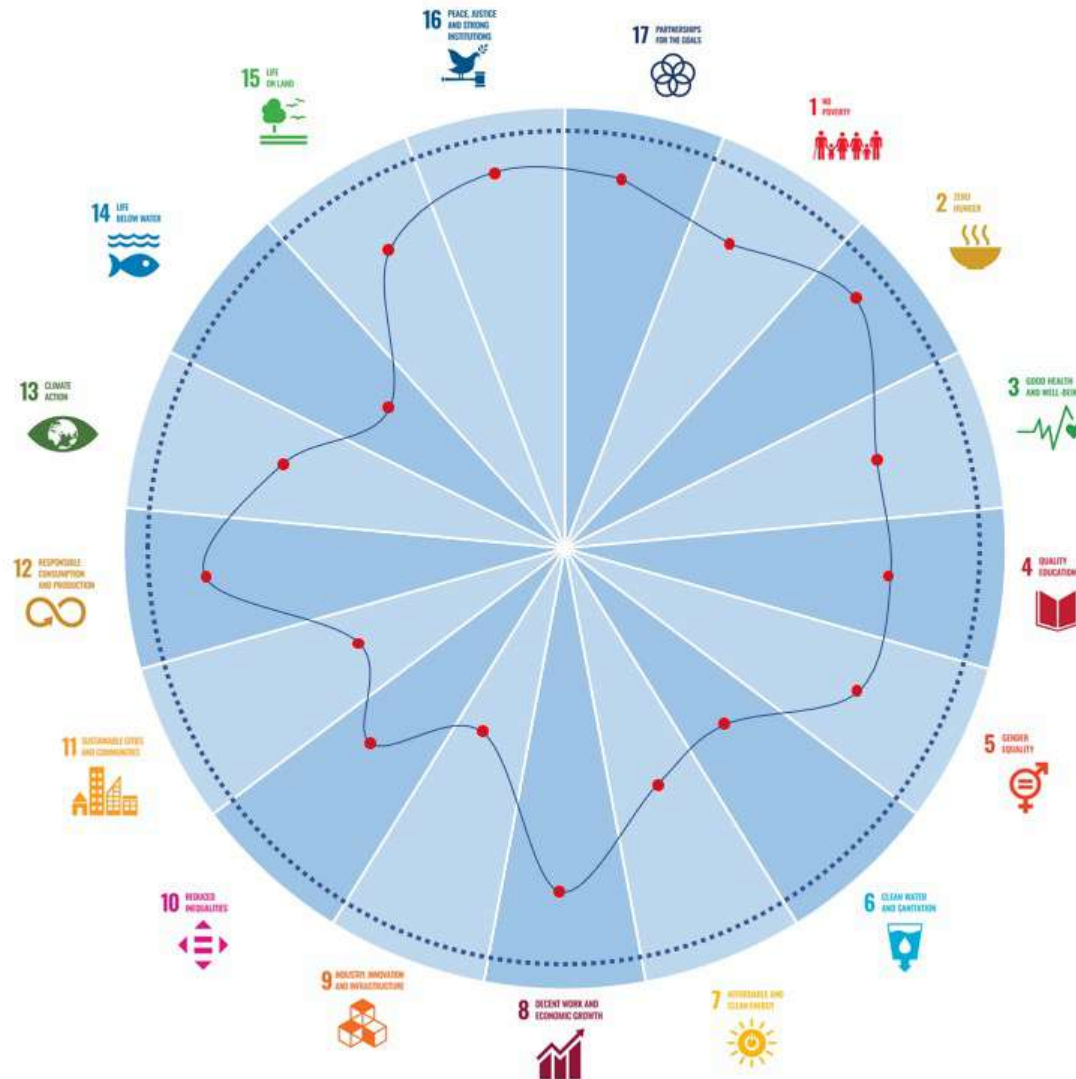 1 NO
POVERTY
2 ZERO
HUNGER
3 GOOD HEALTH
AND WELL-BEIN
4 QUALITY
EDUCATION
5 GENDER
EQUALITY
6 CLEAN WATER
AND SANITATION
7 AFFORDABLE AND
CLEAN ENERGY
8 DECENT WORK AND
ECONOMIC GROWTH
9 INDUSTRY, INNOVATION
AND INFRASTRUCTURE
10 REDUCED
INEQUALITIES
11 SUSTAINABLE CITIES
AND COMMUNITIES
12 RESPONSIBLE
CONSUMPTION
AND PRODUCTION
13 CLIMATE
ACTION
14 LIFE
BELOW WATER
15 LIFE
ON LAND
16 PEACE, JUSTICE
AND STRONG
INSTITUTIONS
17 PARTNERSHIPS
FOR THE GOALS